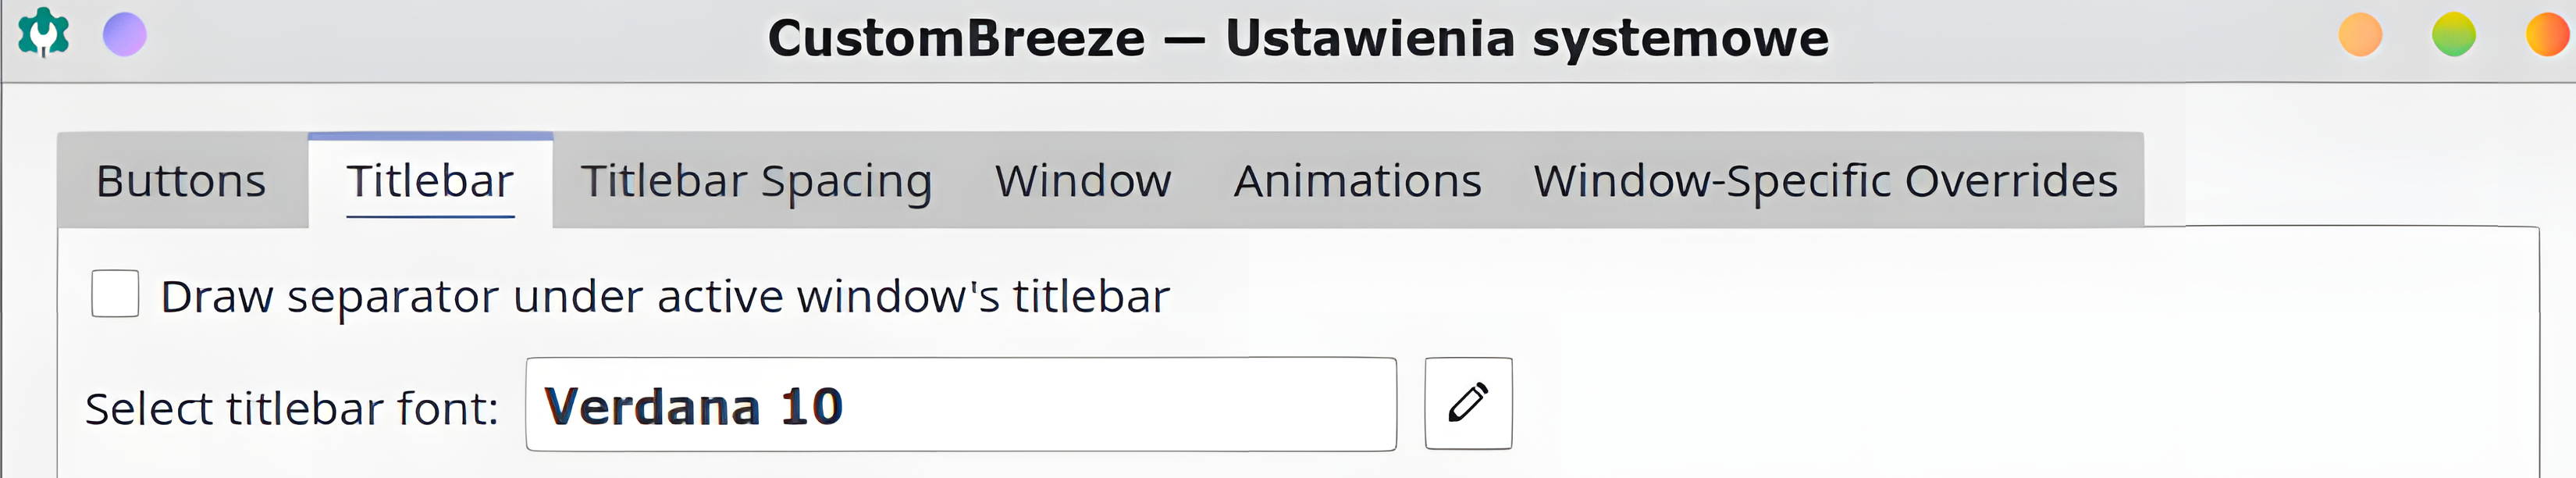 CustomBreeze — Ustawienia systemowe
Buttons Titlebar Titlebar Spacing Window Animations Window-Specific Overrides
Draw separator under active window's titlebar
Select titlebar font: Verdana 10